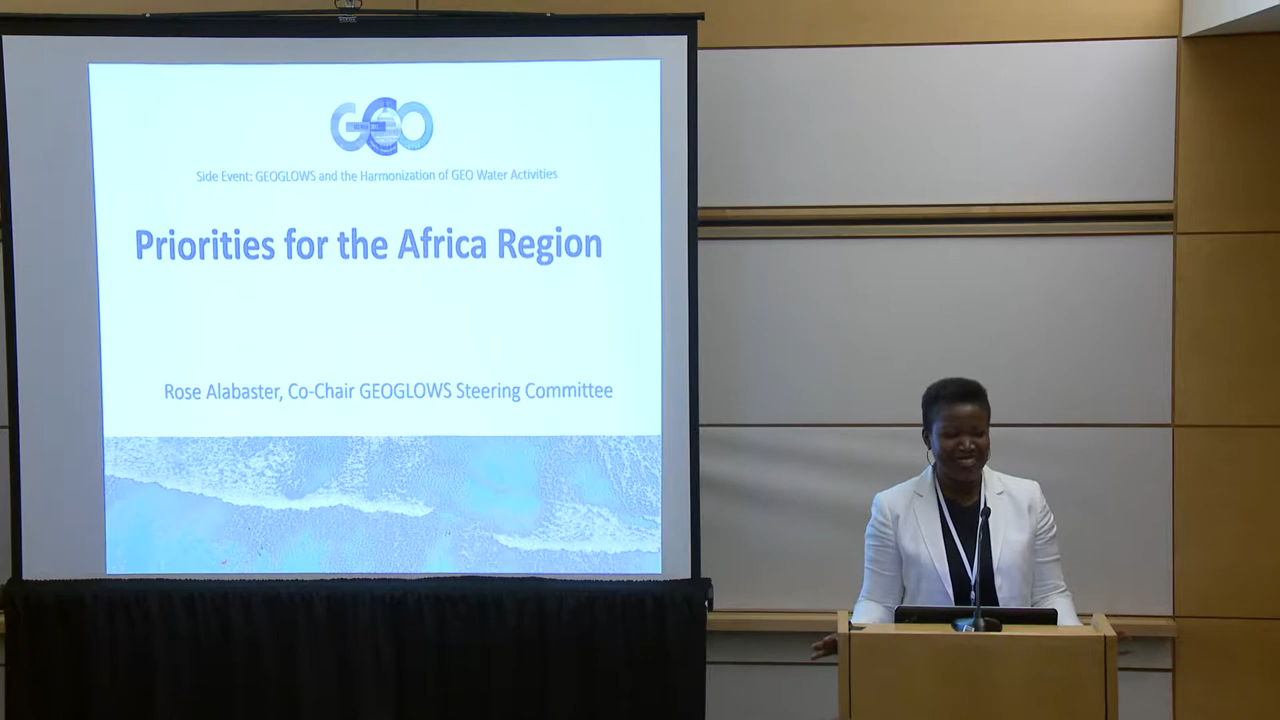 GEO
Side Event: GEOGLOWS and the Harmonization of GEO Water Activities
Priorities for the Africa Region
Rose Alabaster, Co-Chair GEOGLOWS Steering Committee